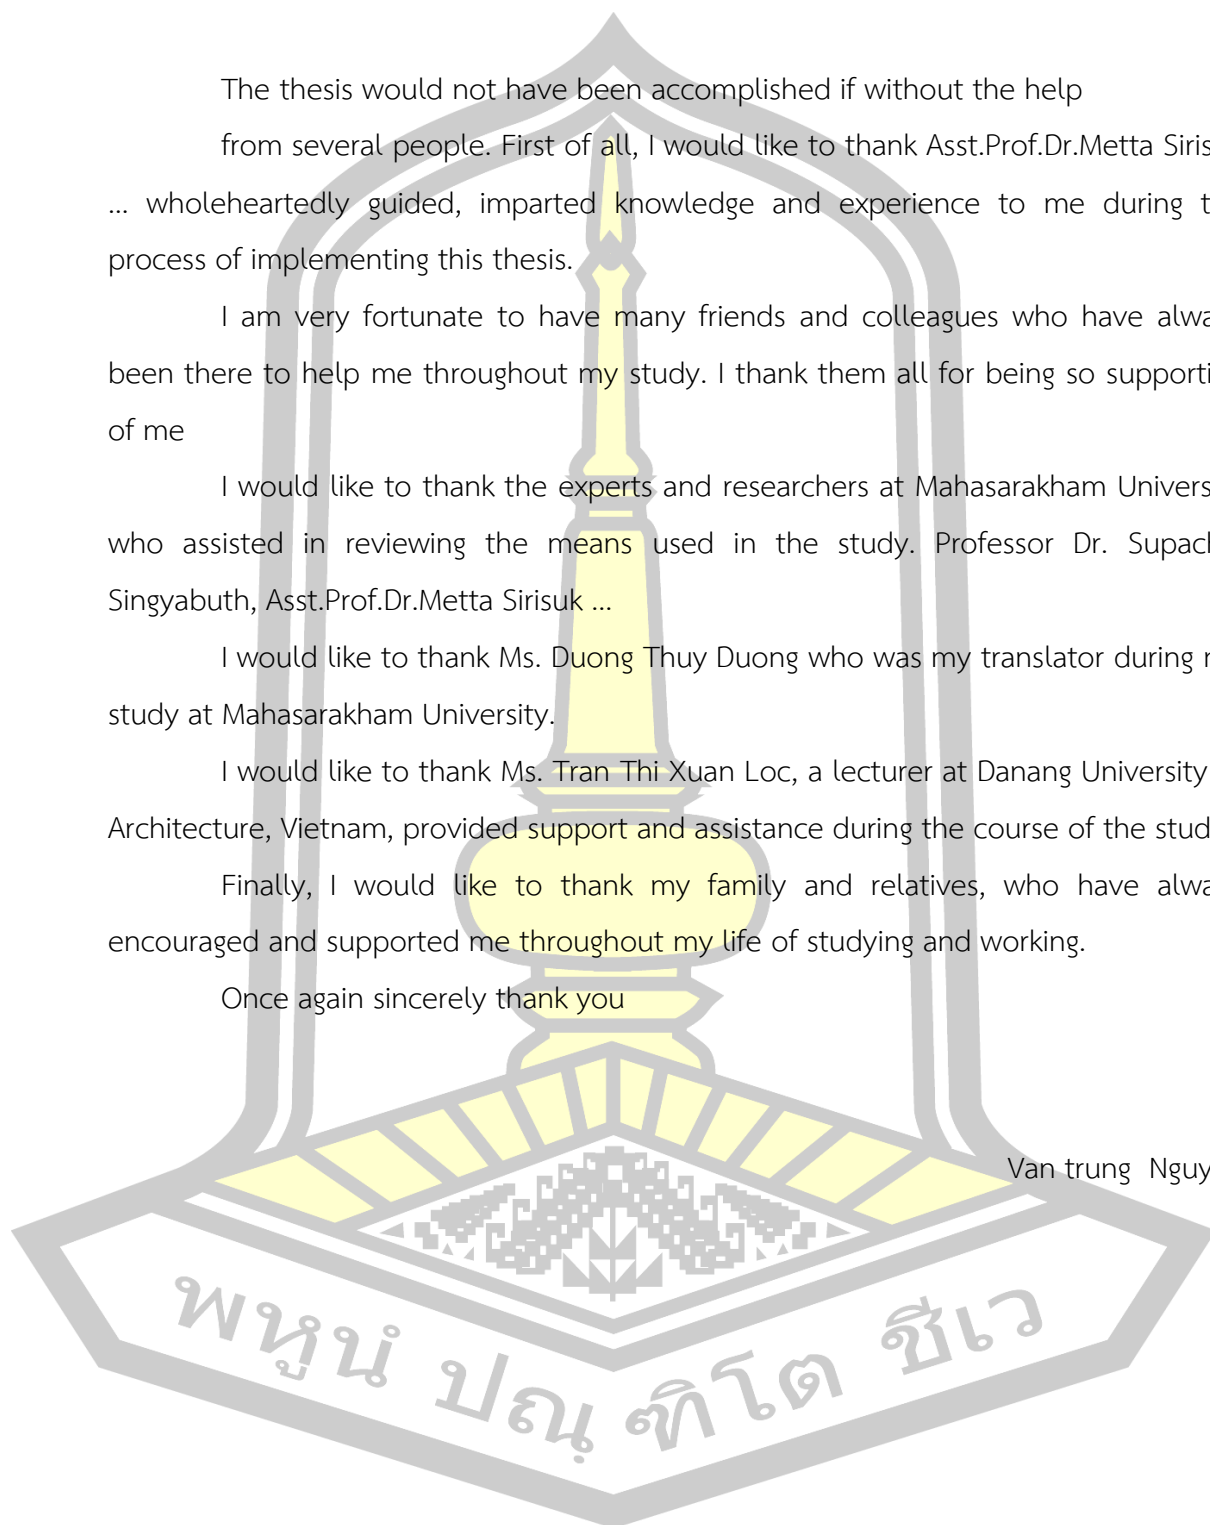 The thesis would not have been accomplished if without the help
from several people. First of all, I would like to thank Asst.Prof.Dr.Metta Siris
... wholeheartedly guided, imparted knowledge and experience to me during t
process of implementing this thesis.
I am very fortunate to have many friends and colleagues who have alwa
been there to help me throughout my study. I thank them all for being so supporti
of me
I would like to thank the experts and researchers at Mahasarakham Univers
who assisted in reviewing the means used in the study. Professor Dr. Supach
Singyabuth, Asst.Prof.Dr.Metta Sirisuk ...
I would like to thank Ms. Duong Thuy Duong who was my translator during
study at Mahasarakham University.
I would like to thank Ms. Tran Thi Xuan Loc, a lecturer at Danang University
Architecture, Vietnam, provided support and assistance during the course of the stud
Finally, I would like to thank my family and relatives, who have alwa
encouraged and supported me throughout my life of studying and working.
Once again sincerely thank you
Van trung Nguy
พหูนํ ปณฺฑิโต ชีเว